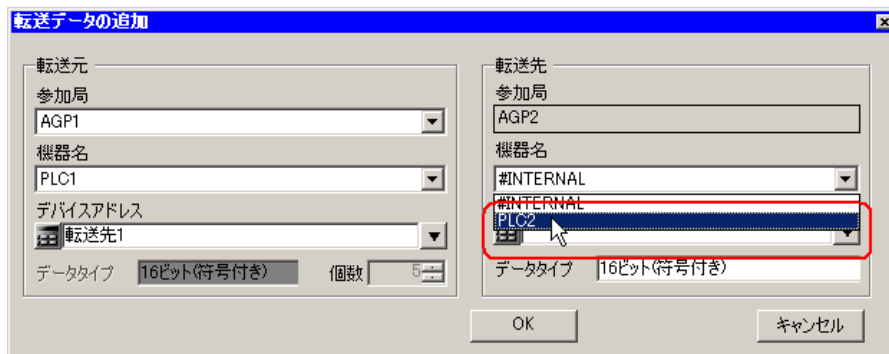 転送データの追加
転送元
参加局
AGP1
機器名
PLC1
デバイスアドレス
転送先1
データタイプ 16ビット(符号付き) 個数 5
転送先
参加局
AGP2
機器名
#INTERNAL
#INTERNAL
PLC2
データタイプ 16ビット(符号付き)
OK キャンセル